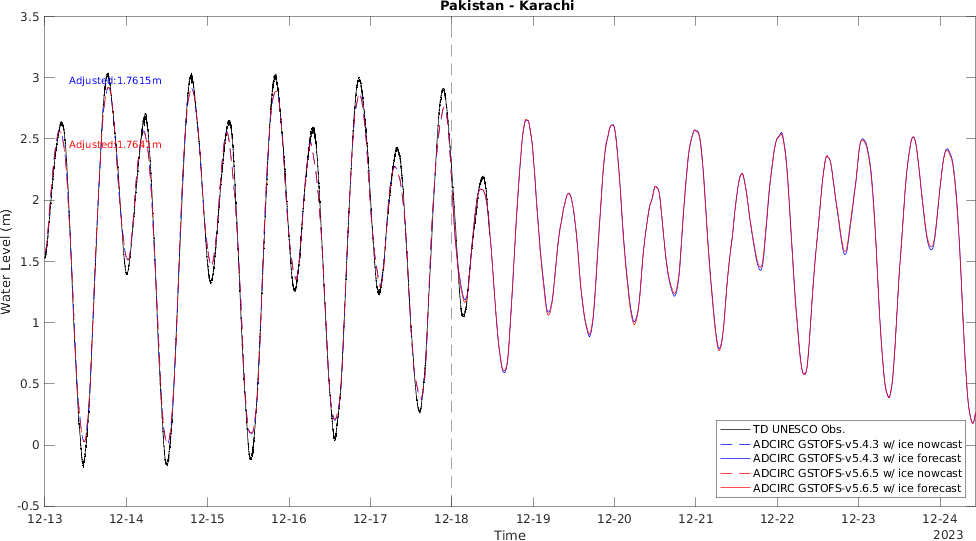 Pakistan - Karachi
Water Level (m)
3.5
3
2.5
2
1.5
1
0.5
0
-0.5
Adjusted:1.7615m
Adjusted:1.7641m
TD UNESCO Obs.
ADCIRC GSTOFS-v5.4.3 w/ ice nowcast
ADCIRC GSTOFS-v5.4.3 w/ ice forecast
ADCIRC GSTOFS-v5.6.5 w/ ice nowcast
ADCIRC GSTOFS-v5.6.5 w/ ice forecast
12-13 12-14 12-15 12-16 12-17 12-18 12-19 12-20 12-21 12-22 12-23 12-24
Time
2023